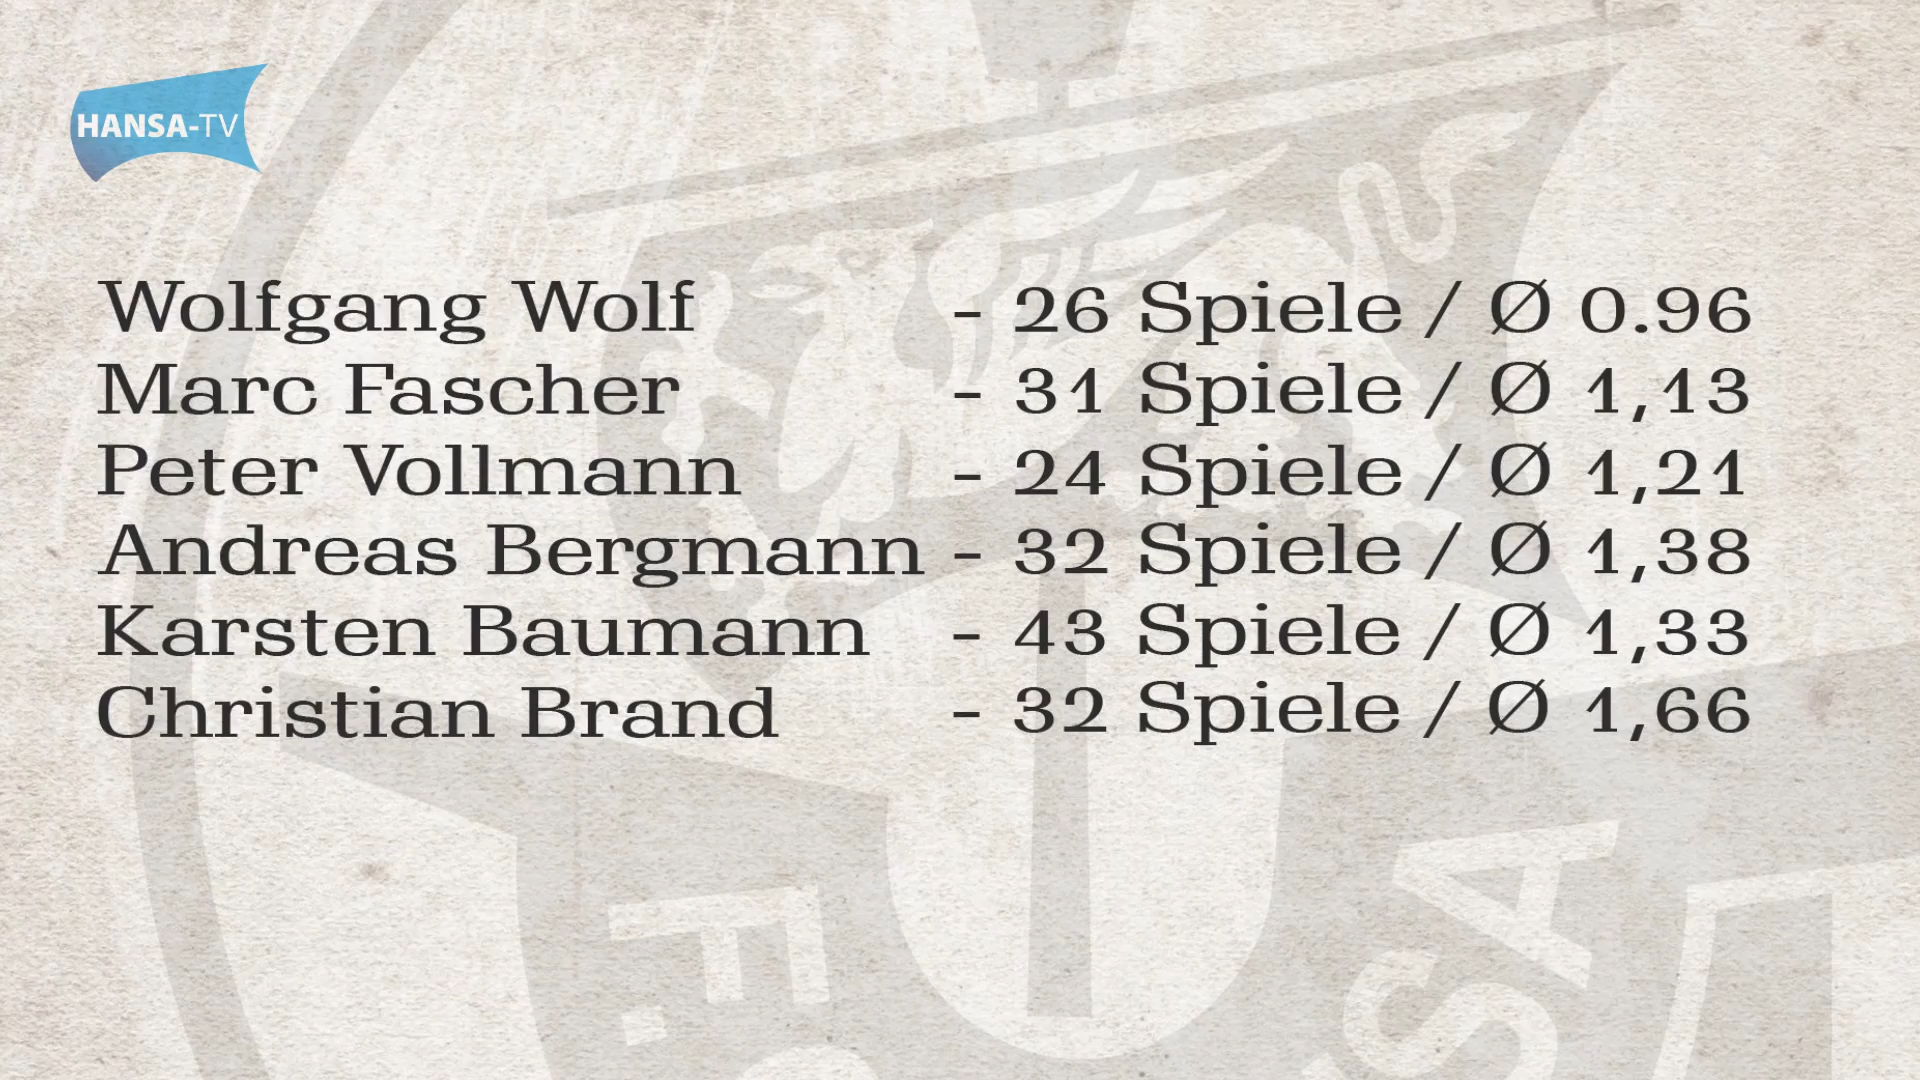 HANSA-TV
Wolfgang Wolf - 26 Spiele / Ø 0.96
Marc Fascher - 31 Spiele / Ø 1,13
Peter Vollmann - 24 Spiele / Ø 1,21
Andreas Bergmann - 32 Spiele / Ø 1,38
Karsten Baumann - 43 Spiele / Ø 1,33
Christian Brand - 32 Spiele / Ø 1,66